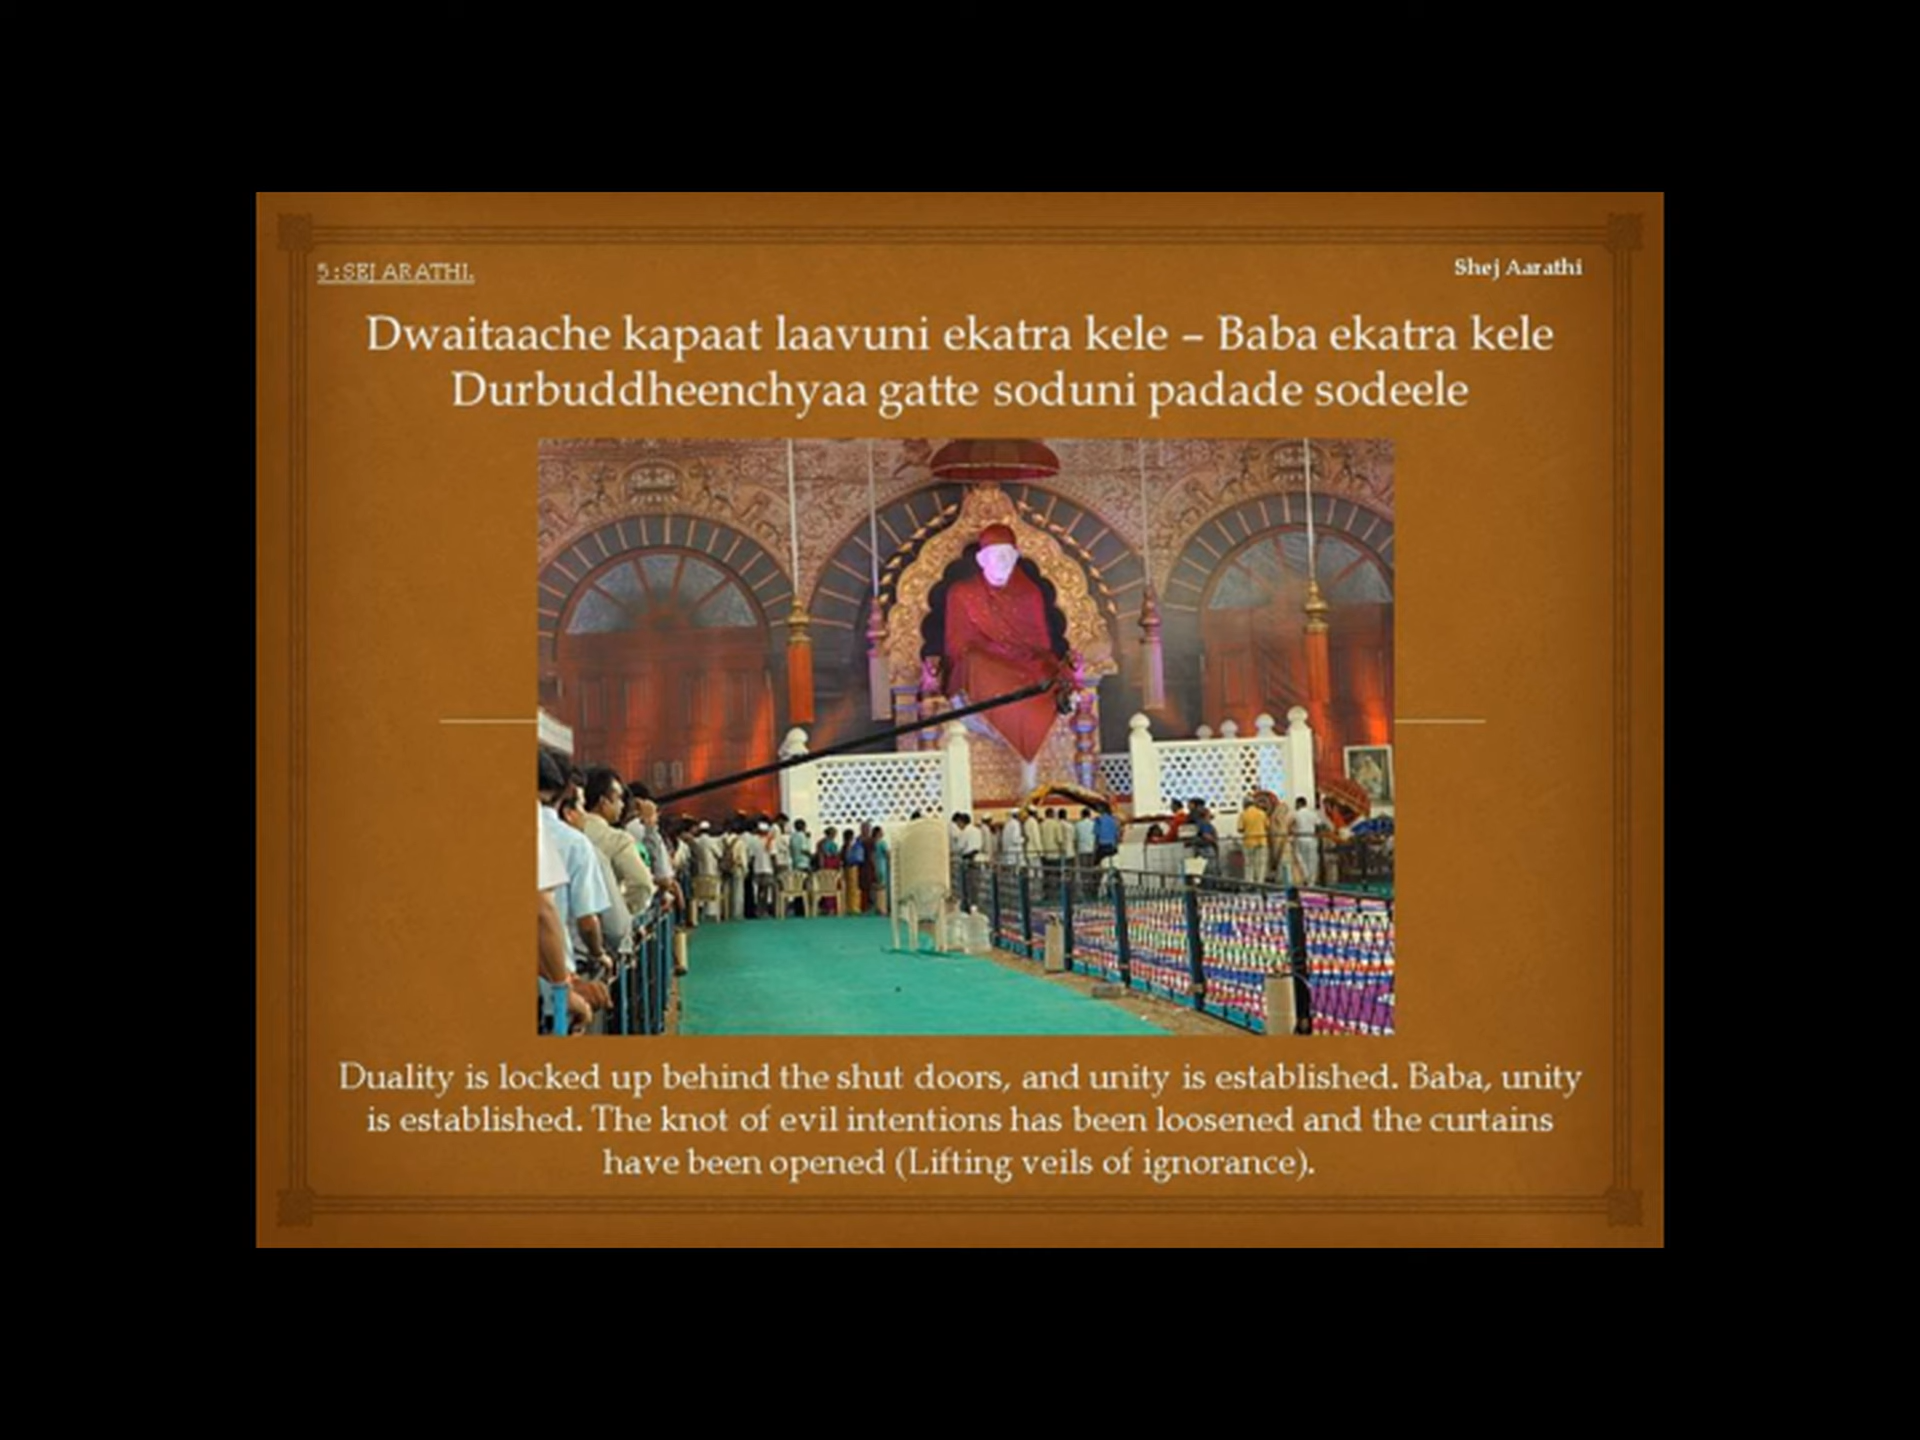 5 : SEJ ARATHI.
Shej Aarathi
Dwaitaache kapaat laavuni ekatra kele – Baba ekatra kele
Durbuddheenchyaa gatte soduni padade sodeele
Duality is locked up behind the shut doors, and unity is established. Baba, unity
is established. The knot of evil intentions has been loosened and the curtains
have been opened (Lifting veils of ignorance).